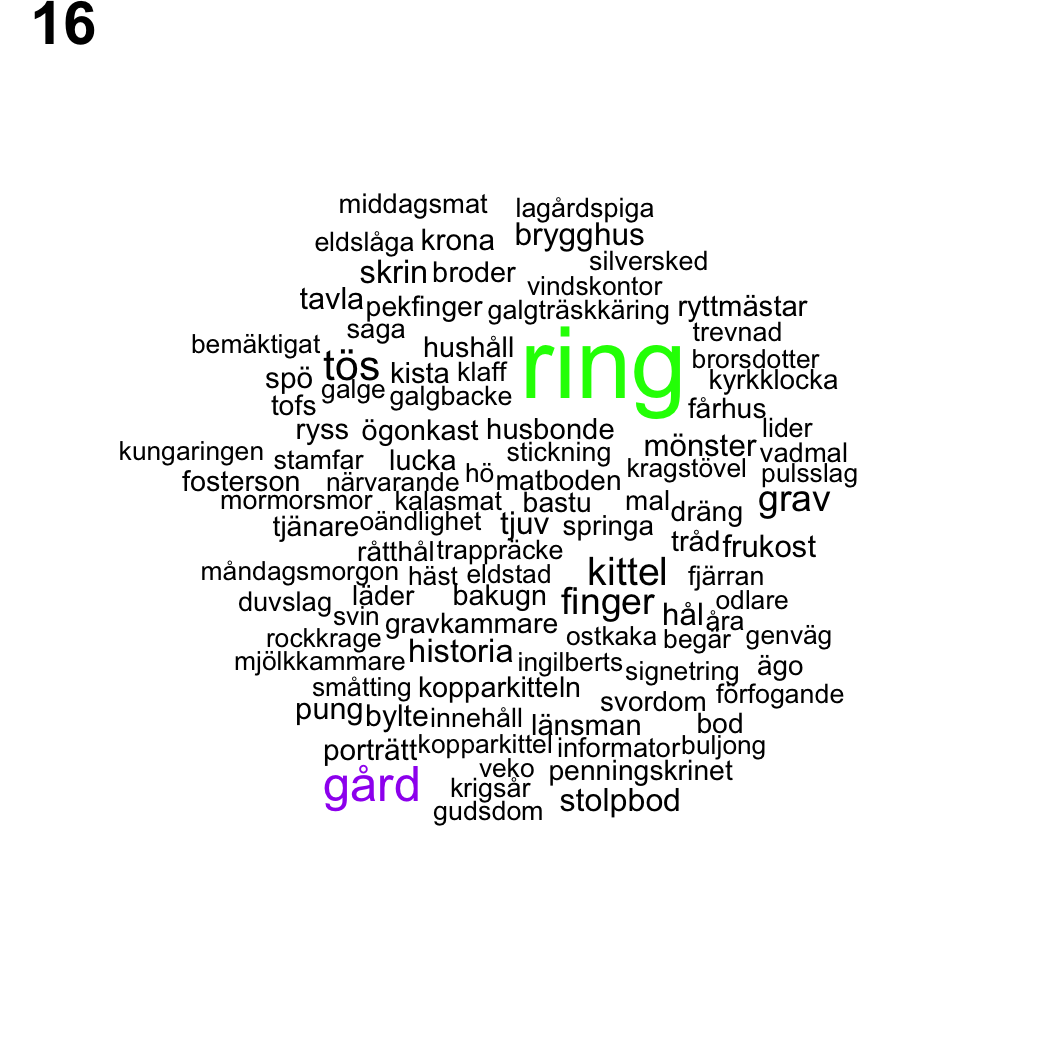 16
middagsmat lagårdspiga
eldslåga krona brygghus
silversked
skrin broder
vindskontor
tavla pekfinger galgträskkäring ryttmästar
saga trevnad
bemäktigat hushåll ring
tös kista klaff brorsdotter
spö galge kyrkklocka
tofs galgbacke fårhus
ryss ögonkast husbonde lider
kungaringen mönster vadmal
stamfar lucka stickning
fosterson närvarande hö matboden kragstövel pulsslag
mormorsmor kalasmat bastu mal grav
tjänare oändlighet tjuv springa dräng
råtthål trappräcke tråd frukost
måndagsmorgon häst eldstad kittel fjärran
duvslag läder bakugn finger odlare
svin gravkammare hål åra
rockkrage ostkaka begär genväg
mjölkkammare historia ingilberts signetring ägo
småtting kopparkitteln svordom förfogande
pung bylte innehåll länsman bod
porträtt kopparkittel informator buljong
gård veko penningskrinet
krigsår stolpbod
gudsdom